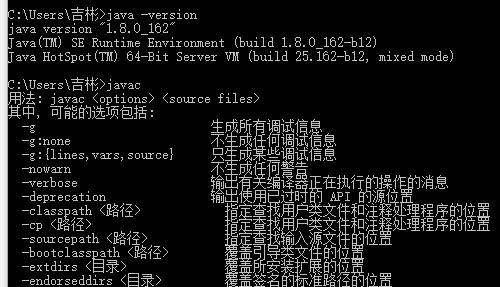 C:\Users\吉彬>java -version
java version "1.8.0_162"
Java(TM) SE Runtime Environment (build 1.8.0_162-b12)
Java HotSpot(TM) 64-Bit Server VM (build 25.162-b12, mixed mode)
C:\Users\吉彬>javac
用法: javac <options> <source files>
其中, 可能的选项包括:
-g 生成所有调试信息
-g:none 不生成任何调试信息
-g:{lines,vars,source} 只生成某些调试信息
-nowarn 不生成任何警告
-verbose 输出有关编译器正在执行的操作的消息
-deprecation 输出使用已过时的 API 的源位置
-classpath <路径> 指定查找用户类文件和注释处理程序的位置
-cp <路径> 指定查找用户类文件和注释处理程序的位置
-sourcepath <路径> 指定查找输入源文件的位置
-bootclasspath <路径> 覆盖引导类文件的位置
-extdirs <目录> 覆盖所安装扩展的位置
-endorseddirs <目录> 覆盖签名的标准路径的位置